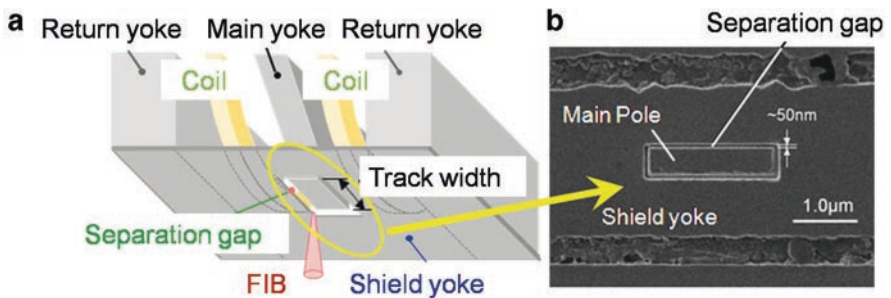 a
Return yoke Main yoke Return yoke
Coil Coil
Track width
Separation gap
FIB
Shield yoke
b
Separation gap
Main Pole
~50nm
Shield yoke
1.0μm